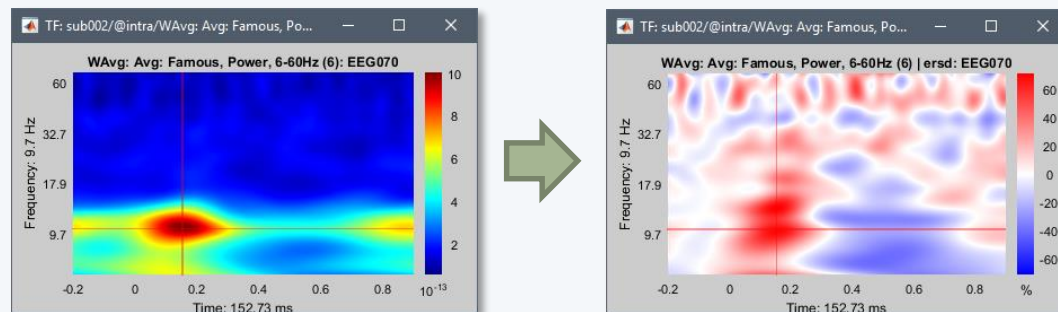 TF: sub002/@intra/WAvg: Avg: Famous, Po...
WAvg: Avg: Famous, Power, 6-60Hz (6): EEG070
Frequency: 9.7 Hz
60
32.7
17.9
9.7
-0.2 0 0.2 0.4 0.6 0.8
Time: 152.73 ms
10
8
6
4
2
10-13
TF: sub002/@intra/WAvg: Avg: Famous, Po...
WAvg: Avg: Famous, Power, 6-60Hz (6) | ersd: EEG070
Frequency: 9.7 Hz
60
32.7
17.9
9.7
-0.2 0 0.2 0.4 0.6 0.8
Time: 152.73 ms
60
40
20
0
-20
-40
-60
%